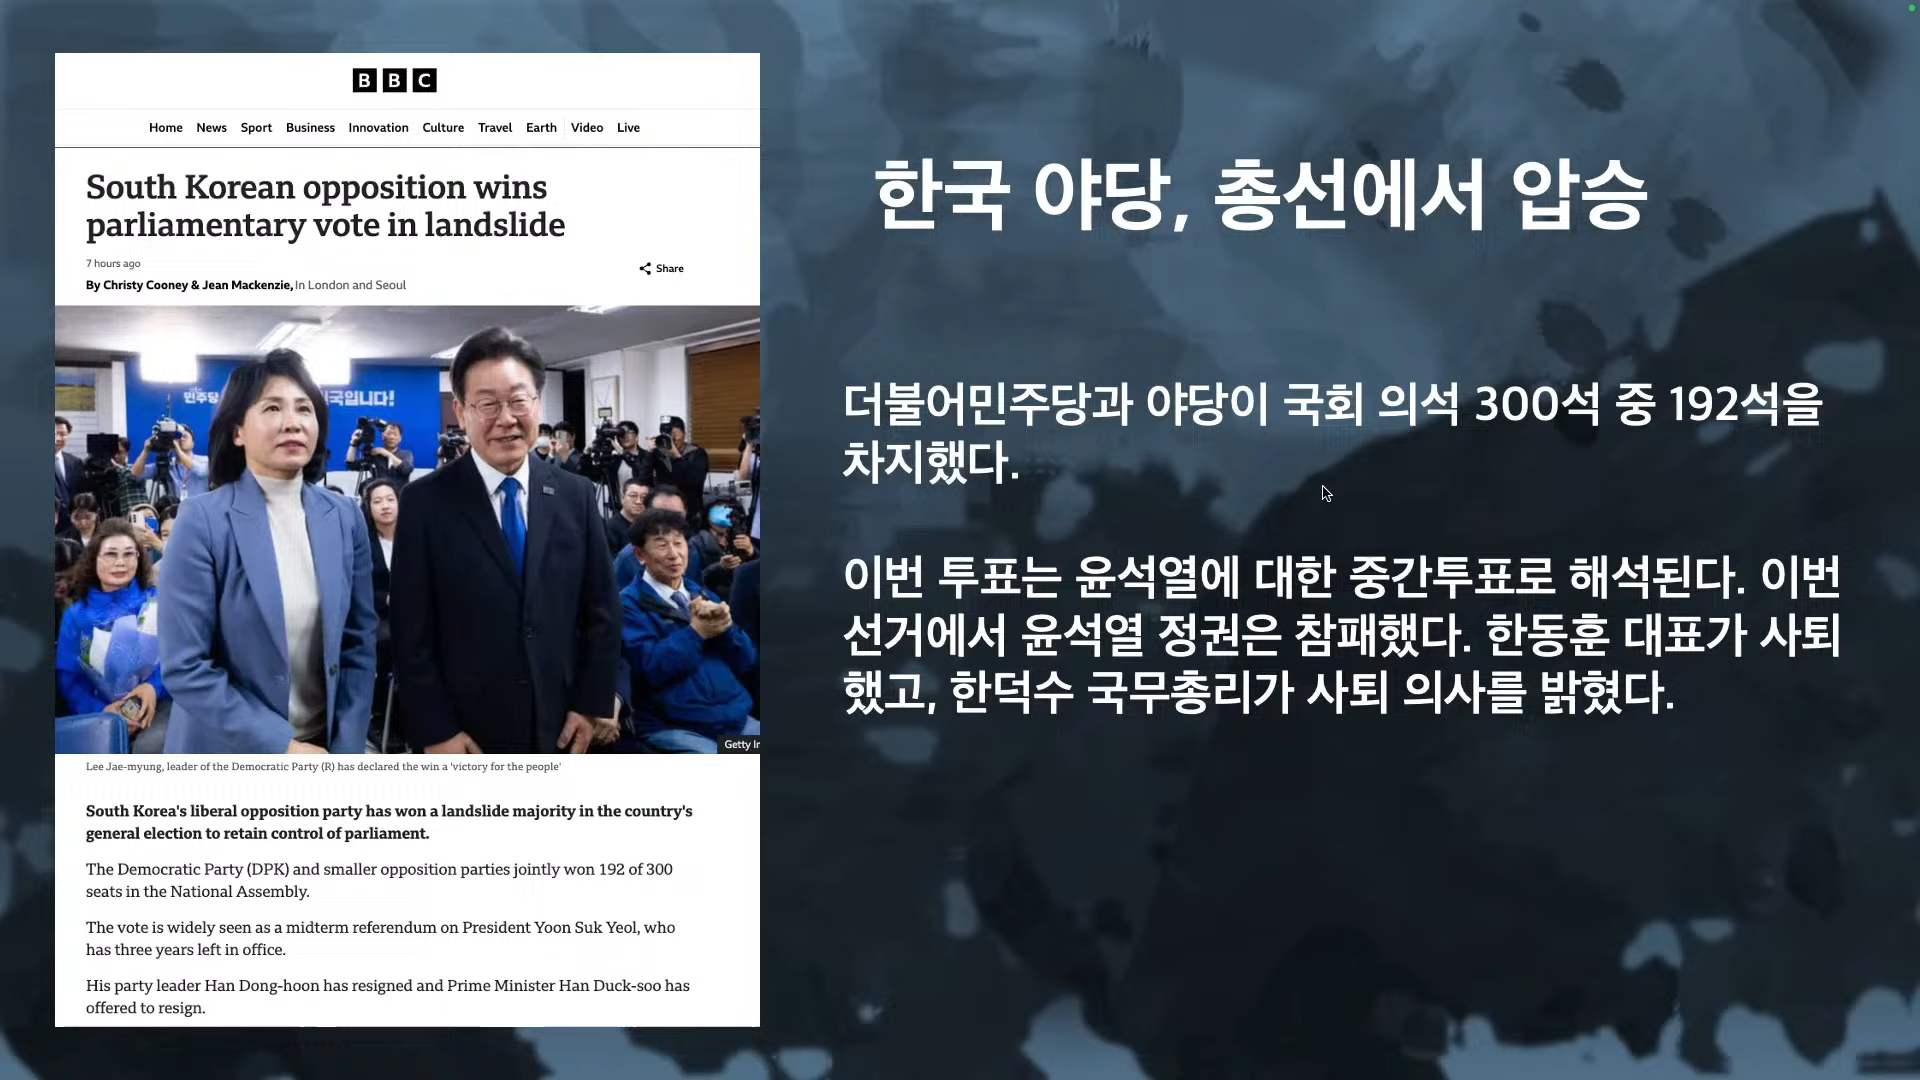 BBC
Home News Sport Business Innovation Culture Travel Earth Video Live
South Korean opposition wins
parliamentary vote in landslide
7 hours ago
Share
By Christy Cooney & Jean Mackenzie, In London and Seoul
민주당
국입니다!
Getty
Lee Jae-myung, leader of the Democratic Party (R) has declared the win a 'victory for the people'
South Korea's liberal opposition party has won a landslide majority in the country's
general election to retain control of parliament.
The Democratic Party (DPK) and smaller opposition parties jointly won 192 of 300
seats in the National Assembly.
The vote is widely seen as a midterm referendum on President Yoon Suk Yeol, who
has three years left in office.
His party leader Han Dong-hoon has resigned and Prime Minister Han Duck-soo has
offered to resign.
한국 야당, 총선에서 압승
더불어민주당과 야당이 국회 의석 300석 중 192석을
차지했다.
이번 투표는 윤석열에 대한 중간투표로 해석된다. 이번
선거에서 윤석열 정권은 참패했다. 한동훈 대표가 사퇴
했고, 한덕수 국무총리가 사퇴 의사를 밝혔다.